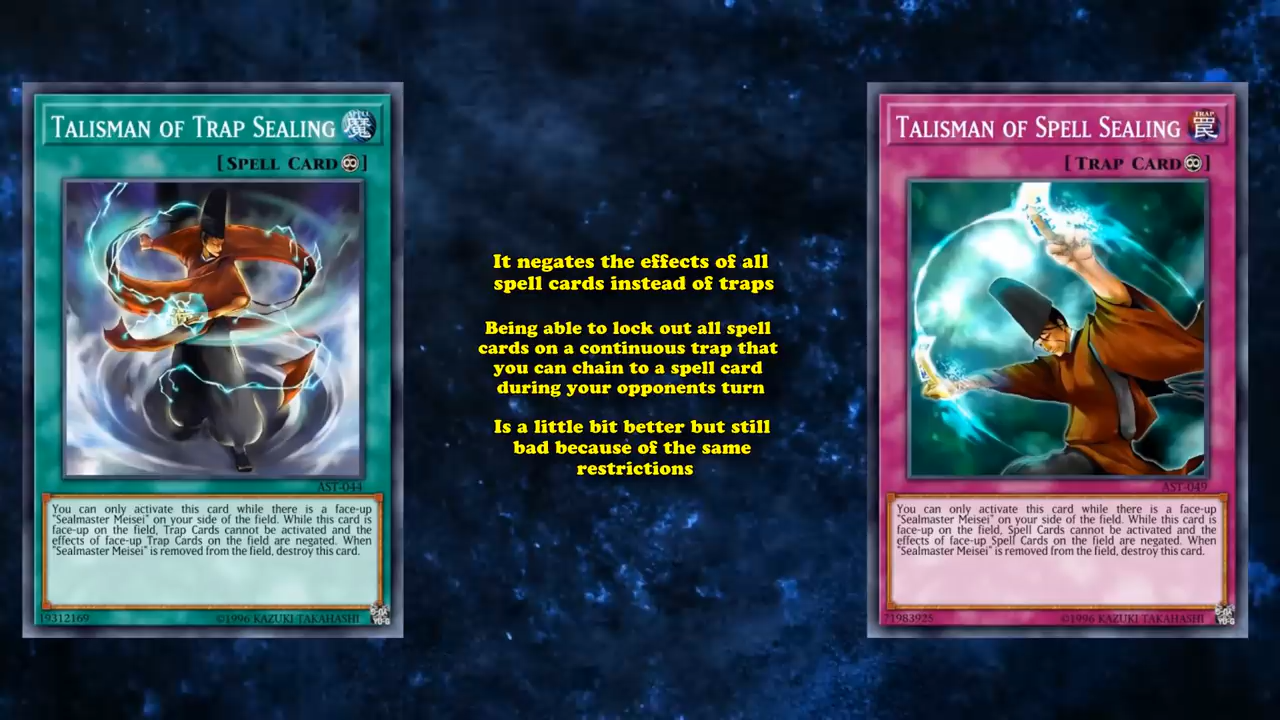 TALISMAN OF TRAP SEALING
SPELL
魔
[SPELL CARD]
AST-044
You can only activate this card while there is a face-up
"Sealmaster Meisei" on your side of the field. While this card is
face-up on the field, Trap Cards cannot be activated and the
effects of face-up Trap Cards on the field are negated. When
"Sealmaster Meisei" is removed from the field, destroy this card.
19312169
©1996 KAZUKI TAKAHASHI
It negates the effects of all
spell cards instead of traps
Being able to lock out all spell
cards on a continuous trap that
you can chain to a spell card
during your opponents turn
Is a little bit better but still
bad because of the same
restrictions
TALISMAN OF SPELL SEALING
TRAP
罠
[TRAP CARD]
AST-049
You can only activate this card while there is a face-up
"Sealmaster Meisei" on your side of the field. While this card is
face-up on the field, Spell Cards cannot be activated and the
effects of face-up Spell Cards on the field are negated. When
"Sealmaster Meisei" is removed from the field, destroy this card.
71983925
©1996 KAZUKI TAKAHASHI